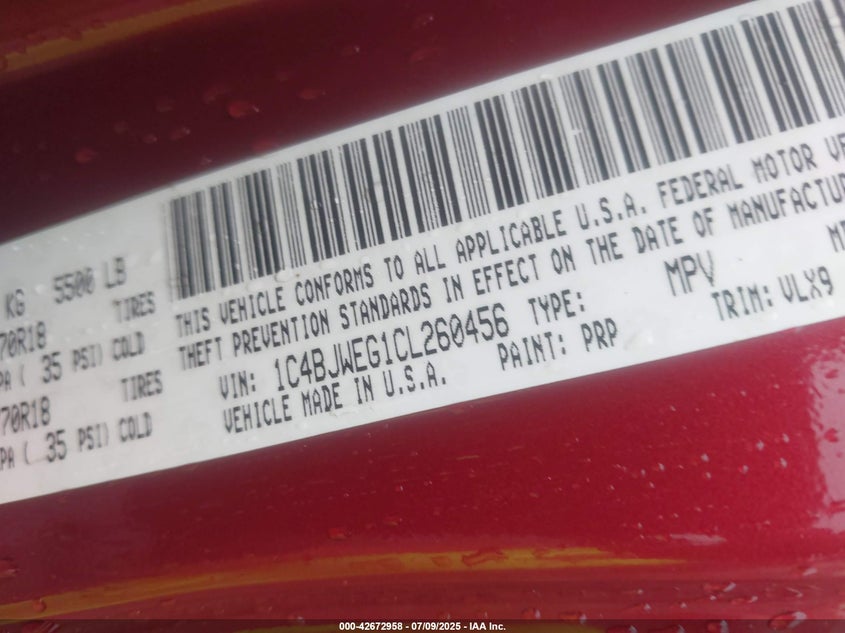 KG 5500 LB
70R18 TIRES
PA ( 35 PSI) COLD
70R18 TIRES
PA ( 35 PSI) COLD
THIS VEHICLE CONFORMS TO ALL APPLICABLE U.S.A. FEDERAL MOTOR VE
THEFT PREVENTION STANDARDS IN EFFECT ON THE DATE OF MANUFACTUR
VIN: 1C4BJWEG1CL260456 TYPE: MPV
VEHICLE MADE IN U.S.A. PAINT: PRP TRIM: VLX9
000-42672958 - 07/09/2025 - IAA Inc.